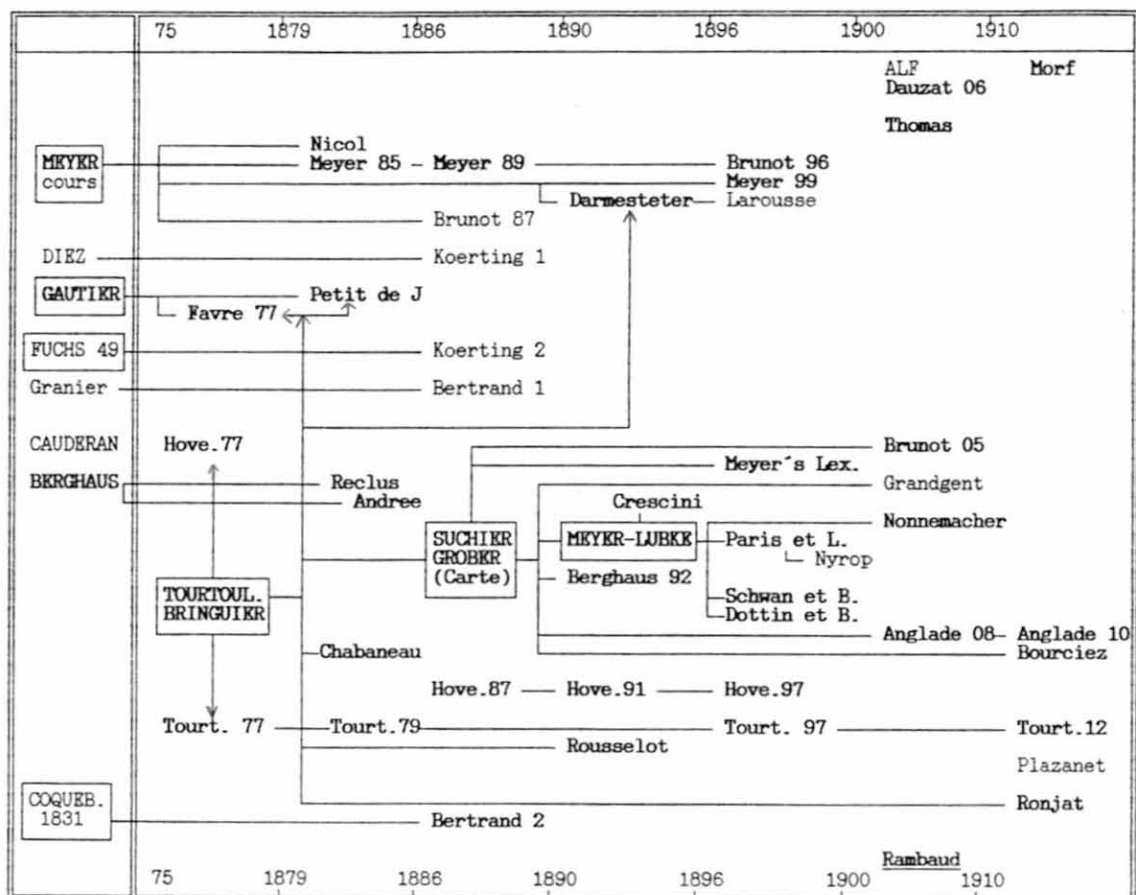 75 1879 1886 1890 1896 1900 1910
ALF Morf
Dauzat 06
Thomas
Nicol
MEYER Meyer 85 Meyer 89 Brunot 96
cours Meyer 99
Darmesteter Larousse
Brunot 87
DIEZ Koerting 1
GAUTIER Petit de J
Favre 77
FUCHS 49 Koerting 2
Granier Bertrand 1
CAUDERAN Hove.77 Brunot 05
Meyer's Lex.
BERGHAUS Reclus Grandgent
Andree Crescini
Nonnemacher
SUCHIER MEYER-LUBKE Paris et L.
GROBER Nyrop
(Carte) Berghaus 92
TOURTOUL. Schwan et B.
BRINGUIER Dottin et B.
Anglade 08 Anglade 10
Chabaneau Bourciez
Hove.87 Hove.91 Hove.97
Tourt. 77 Tourt.79 Tourt. 97 Tourt.12
Rousselot
Plazanet
COQUEB. Ronjat
1831
Bertrand 2
Rambaud
75 1879 1886 1890 1896 1900 1910